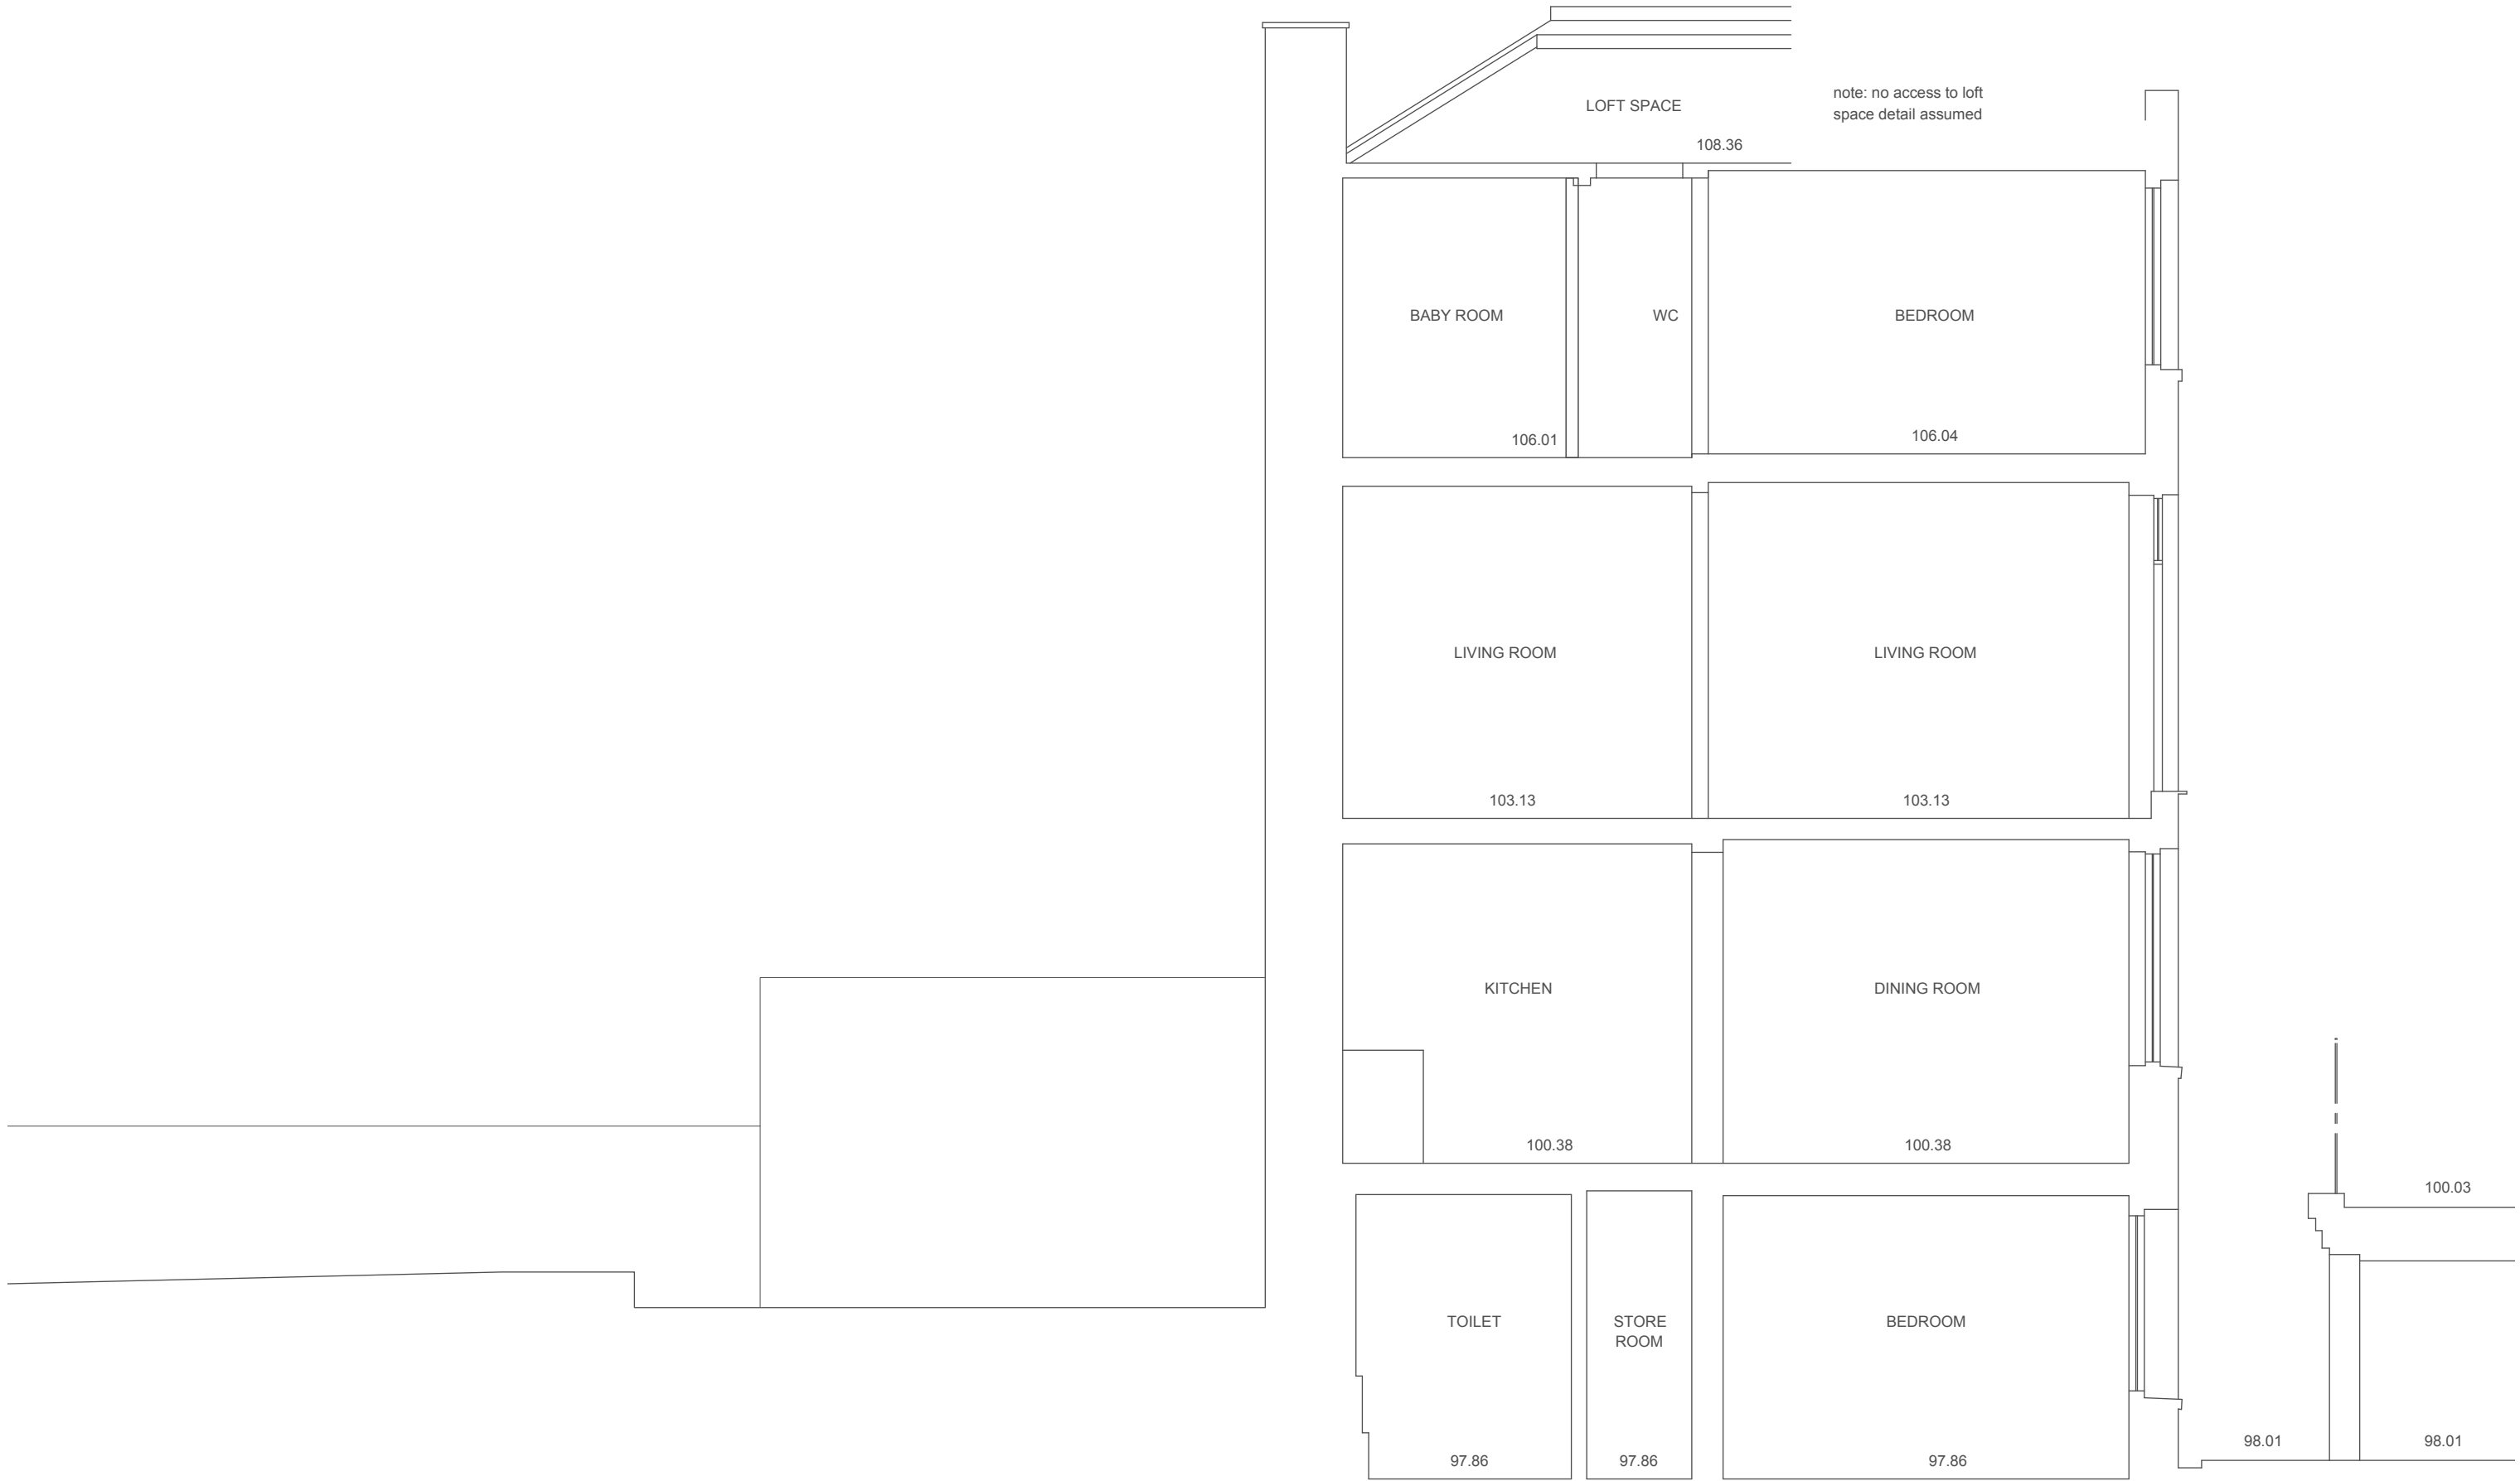 note: no access to loft
space detail assumed
LOFT SPACE
108.36
BABY ROOM
WC
BEDROOM
106.01
106.04
LIVING ROOM
LIVING ROOM
103.13
103.13
KITCHEN
DINING ROOM
100.38
100.38
100.03
TOILET
STORE
ROOM
BEDROOM
97.86
97.86
97.86
98.01
98.01